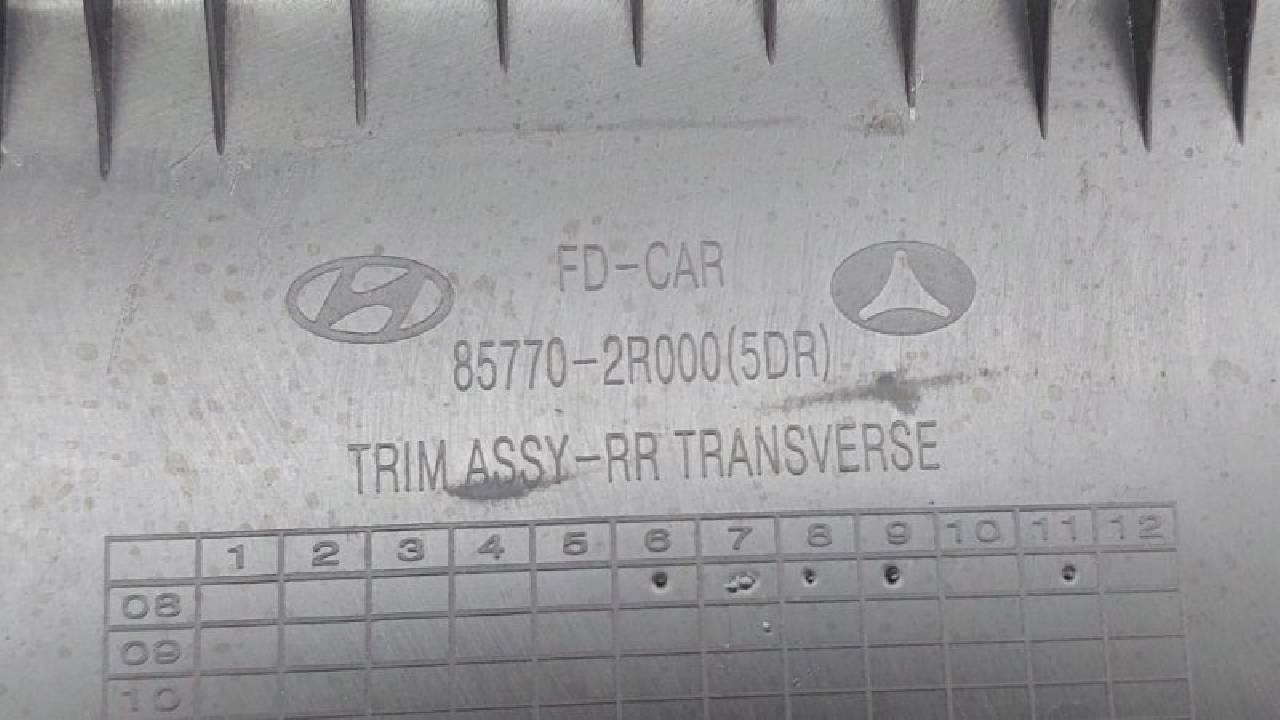 FD-CAR
85770-2R000(5DR)
TRIM ASSY-RR TRANSVERSE
1 2 3 4 5 6 7 8 9 10 11 12
08
09
10